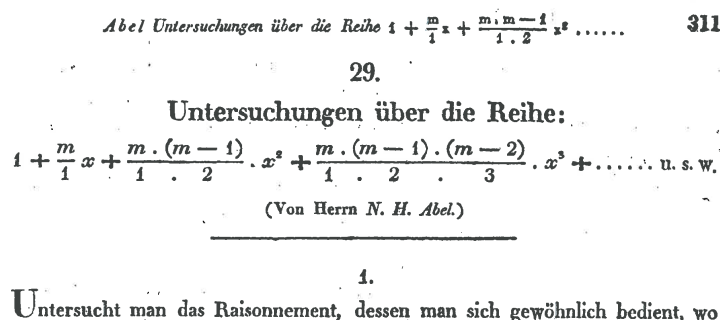 Abel Untersuchungen über die Reihe 1 + m/1 x + m.m—1/1.2 x² ...... 311
29.
Untersuchungen über die Reihe:
1 + m/1 x + m.(m—1)/1.2 . x² + m.(m—1).(m—2)/1.2.3 . x³ + ...... u. s. w.
(Von Herrn N. H. Abel.)
1.
Untersucht man das Raisonnement, dessen man sich gewöhnlich bedient, wo